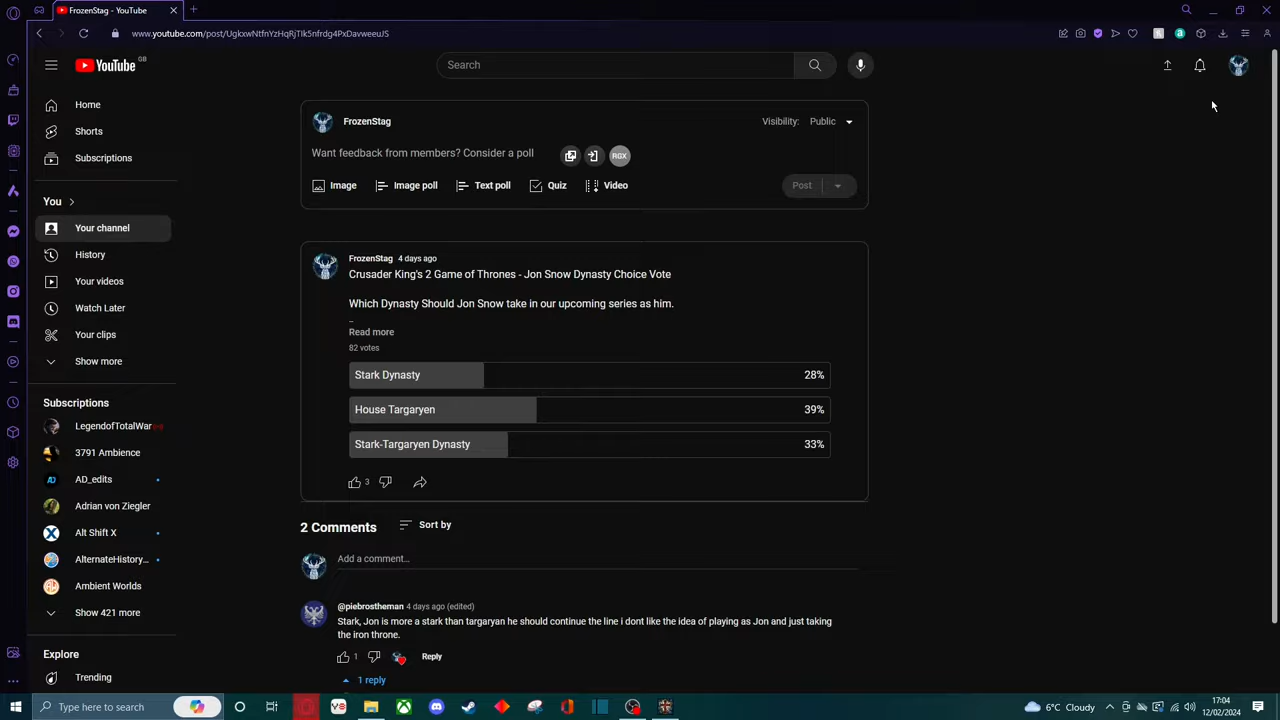 FrozenStag - YouTube
www.youtube.com/post/UgkxwNtfnYzHqRjTIk5nfrdg4PxDavweeuJS
YouTube GB
Search
Home
Shorts
Subscriptions
You
Your channel
History
Your videos
Watch Later
Your clips
Show more
Subscriptions
LegendofTotalWar
3791 Ambience
AD_edits
Adrian von Ziegler
Alt Shift X
AlternateHistory...
Ambient Worlds
Show 421 more
Explore
Trending
FrozenStag
Visibility: Public
Want feedback from members? Consider a poll
RGX
Image
Image poll
Text poll
Quiz
Video
Post
FrozenStag 4 days ago
Crusader King's 2 Game of Thrones - Jon Snow Dynasty Choice Vote
Which Dynasty Should Jon Snow take in our upcoming series as him.
_
Read more
82 votes
Stark Dynasty 28%
House Targaryen 39%
Stark-Targaryen Dynasty 33%
3
2 Comments
Sort by
Add a comment...
@piebrostheman 4 days ago (edited)
Stark, Jon is more a stark than targaryan he should continue the line i dont like the idea of playing as Jon and just taking
the iron throne.
1
Reply
1 reply
Type here to search
6°C Cloudy
17:04
12/02/2024